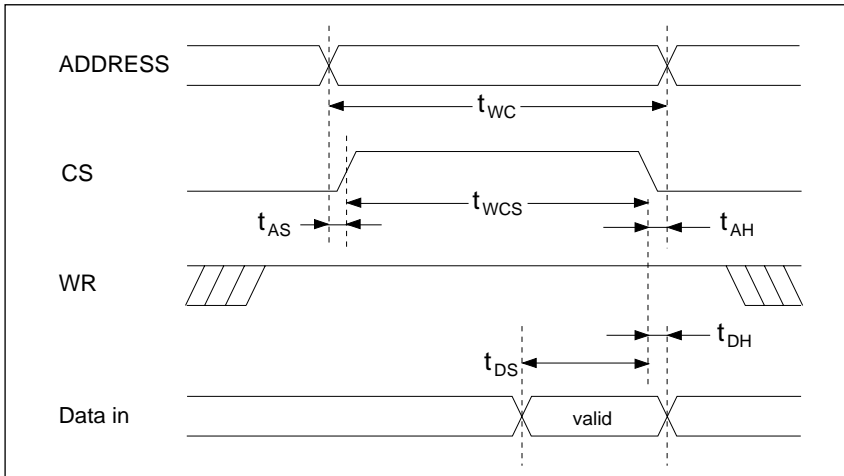 ADDRESS
tWC
CS
tWCS
tAS
tAH
WR
tDH
tDS
Data in
valid